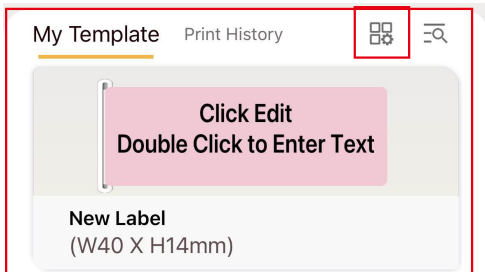 My Template
Print History
Click Edit
Double Click to Enter Text
New Label
(W40 X H14mm)